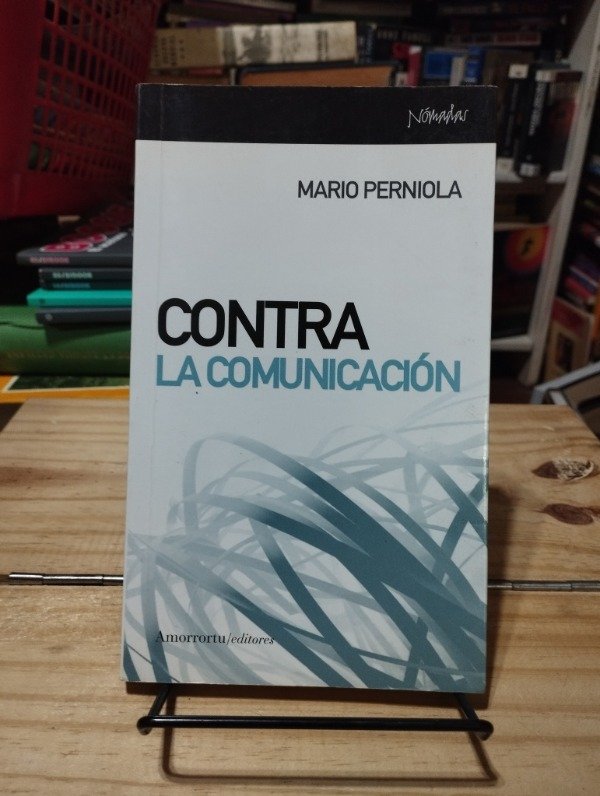 Nómadas
MARIO PERNIOLA
CONTRA
LA COMUNICACIÓN
Amorrortu/editores